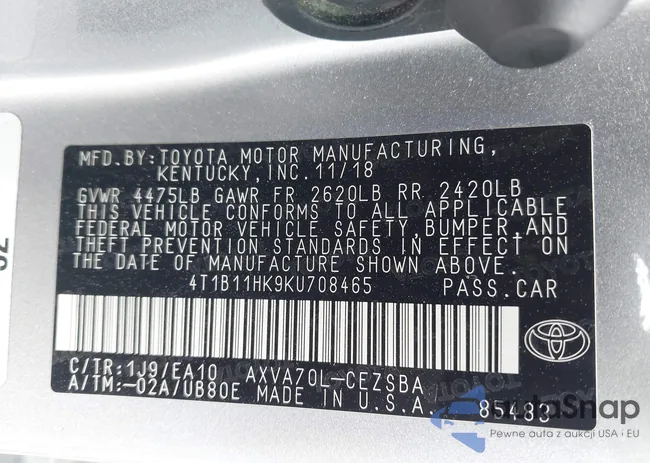 MFD.BY:TOYOTA MOTOR MANUFACTURING,
KENTUCKY,INC.11/18
GVWR 4475LB GAWR FR 2620LB RR 2420LB
THIS VEHICLE CONFORMS TO ALL APPLICABLE
FEDERAL MOTOR VEHICLE SAFETY, BUMPER,AND
THEFT PREVENTION STANDARDS IN EFFECT ON
THE DATE OF MANUFACTURE SHOWN ABOVE.
4T1B11HK9KU708465 PASS.CAR
C/TR:1J9/EA10 AXVA70L-CEZSBA
A/TM:-02A/UB80E MADE IN U.S.A. 85483
autoSnap
Pewne auta z aukcji USA i EU